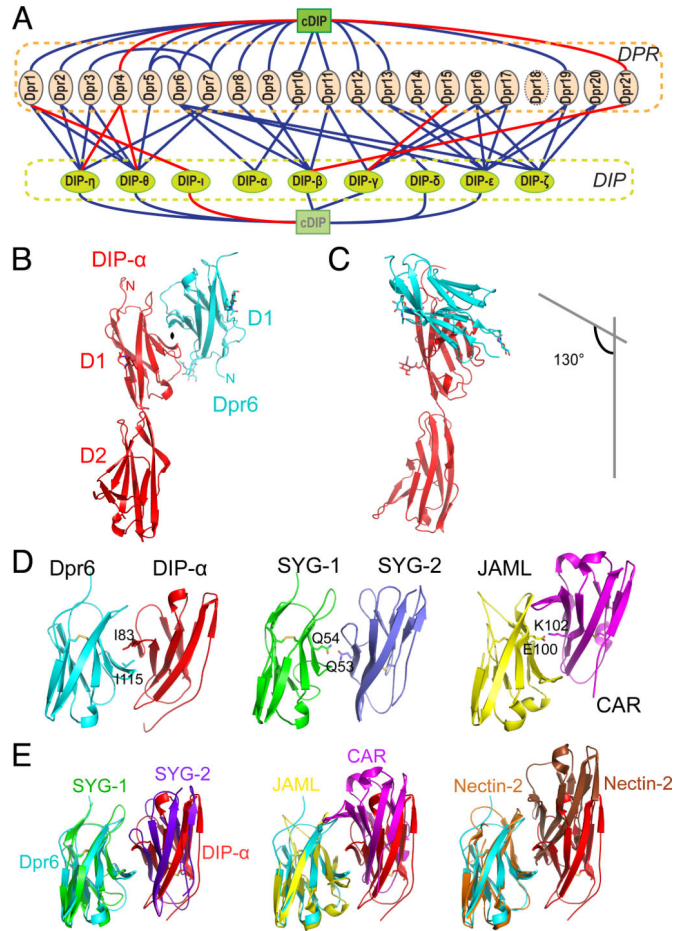 A
cDIP
DPR
Dpr1 Dpr2 Dpr3 Dpr4 Dpr5 Dpr6 Dpr7 Dpr8 Dpr9 Dpr10 Dpr11 Dpr12 Dpr13 Dpr14 Dpr15 Dpr16 Dpr17 Dpr18 Dpr19 Dpr20 Dpr21
DIP-η DIP-θ DIP-ι DIP-α DIP-β DIP-γ DIP-δ DIP-ε DIP-ζ
DIP
cDIP
B
DIP-α
N
D1
D1
N
Dpr6
D2
C
130°
D
Dpr6 DIP-α
I83
I115
SYG-1 SYG-2
Q54
Q53
JAML
K102
E100
CAR
E
SYG-1 SYG-2
Dpr6
DIP-α
JAML CAR
Nectin-2 Nectin-2